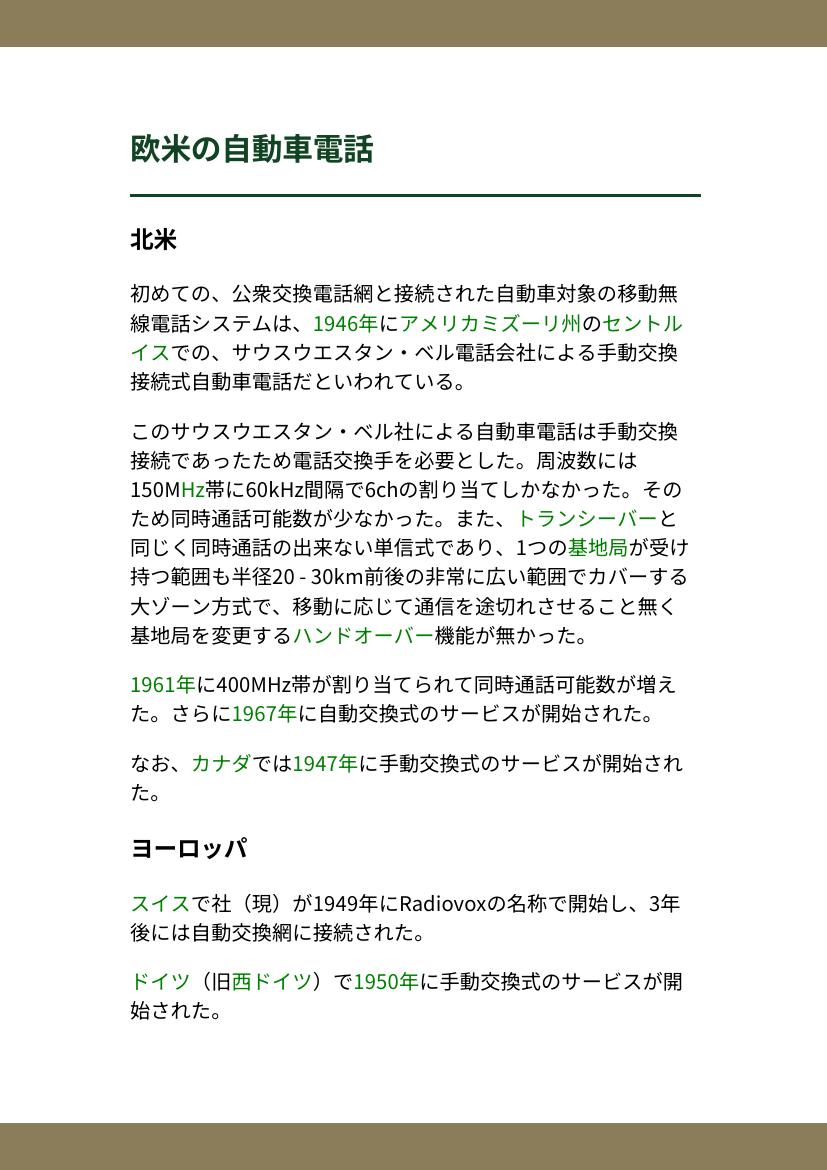 欧米の自動車電話
北米
初めての、公衆交換電話網と接続された自動車対象の移動無
線電話システムは、1946年にアメリカミズーリ州のセントル
イスでの、サウスウエスタン・ベル電話会社による手動交換
接続式自動車電話だといわれている。
このサウスウエスタン・ベル社による自動車電話は手動交換
接続であったため電話交換手を必要とした。周波数には
150MHz帯に60kHz間隔で6chの割り当てしかなかった。その
ため同時通話可能数が少なかった。また、トランシーバーと
同じく同時通話の出来ない単信式であり、1つの基地局が受け
持つ範囲も半径20 - 30km前後の非常に広い範囲でカバーする
大ゾーン方式で、移動に応じて通信を途切れさせること無く
基地局を変更するハンドオーバー機能が無かった。
1961年に400MHz帯が割り当てられて同時通話可能数が増え
た。さらに1967年に自動交換式のサービスが開始された。
なお、カナダでは1947年に手動交換式のサービスが開始され
た。
ヨーロッパ
スイスで社（現）が1949年にRadiovoxの名称で開始し、3年
後には自動交換網に接続された。
ドイツ（旧西ドイツ）で1950年に手動交換式のサービスが開
始された。